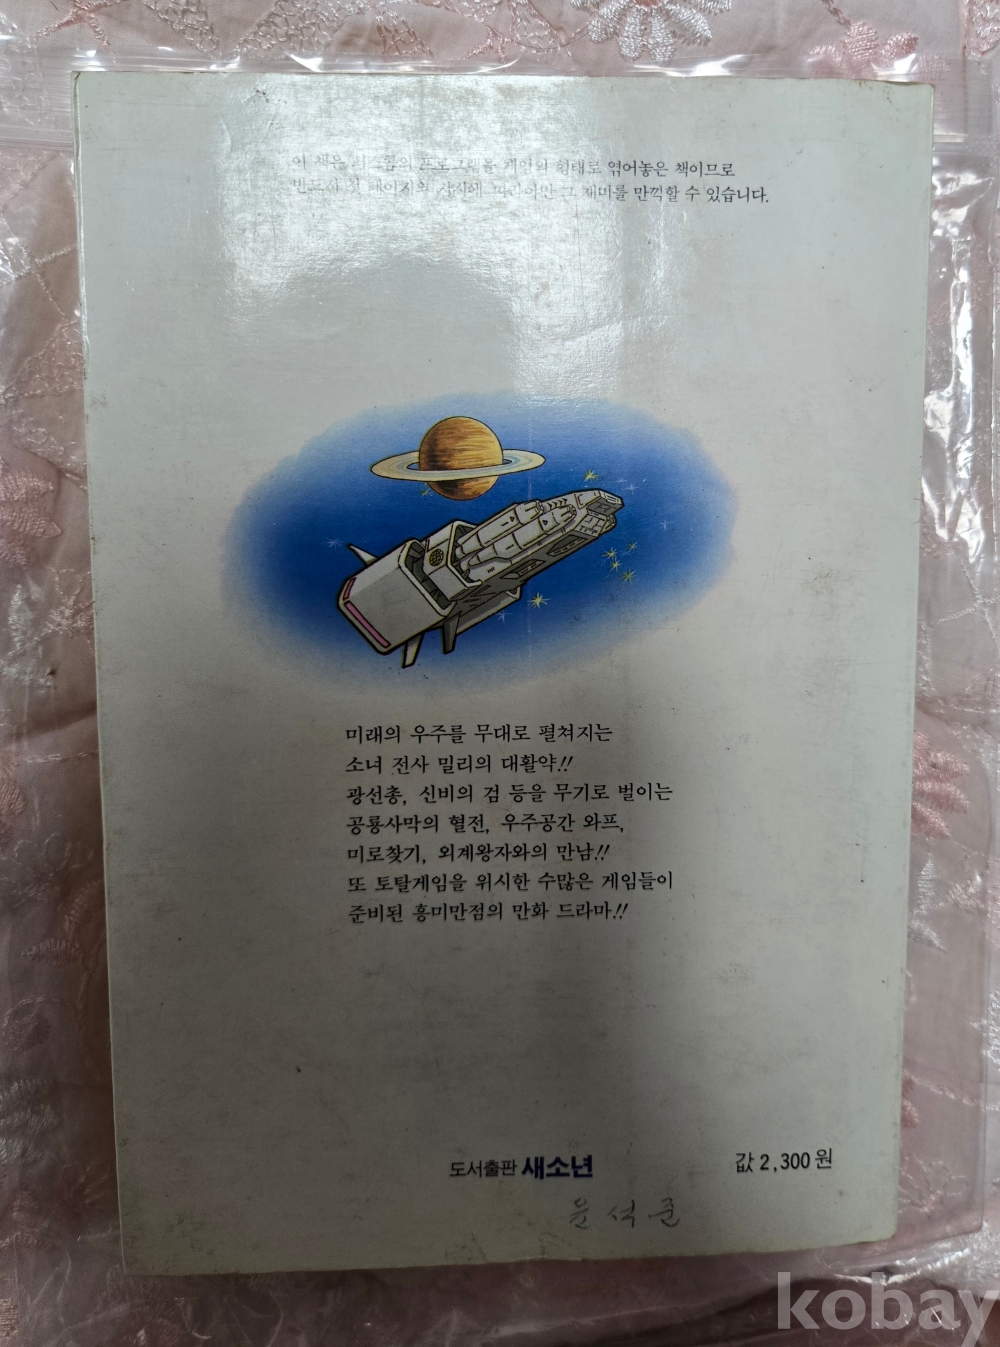 이 책은 프로그램을 게임의 형태로 엮어놓은 책이므로
반드시 첫 페이지의 지시에 따라야만 그 재미를 만끽할 수 있습니다.
미래의 우주를 무대로 펼쳐지는
소녀 전사 밀리의 대활약!!
광선총, 신비의 검 등을 무기로 벌이는
공룡사막의 혈전, 우주공간 와프,
미로찾기, 외계왕자와의 만남!!
또 토탈게임을 위시한 수많은 게임들이
준비된 흥미만점의 만화 드라마!!
도서출판 새소년
값 2,300원
윤석준
kobay